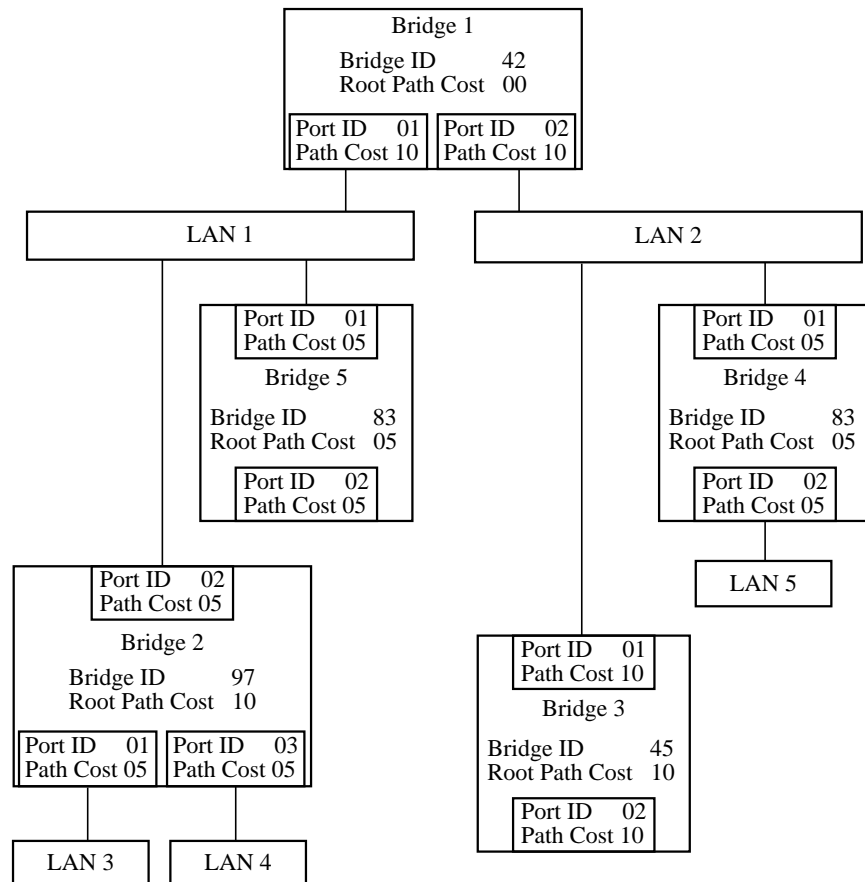 Bridge 1
Bridge ID 42
Root Path Cost 00
Port ID 01
Path Cost 10
Port ID 02
Path Cost 10
LAN 1
LAN 2
Port ID 01
Path Cost 05
Bridge 5
Bridge ID 83
Root Path Cost 05
Port ID 02
Path Cost 05
Port ID 01
Path Cost 05
Bridge 4
Bridge ID 83
Root Path Cost 05
Port ID 02
Path Cost 05
LAN 5
Port ID 02
Path Cost 05
Bridge 2
Bridge ID 97
Root Path Cost 10
Port ID 01
Path Cost 05
Port ID 03
Path Cost 05
LAN 3
LAN 4
Port ID 01
Path Cost 10
Bridge 3
Bridge ID 45
Root Path Cost 10
Port ID 02
Path Cost 10